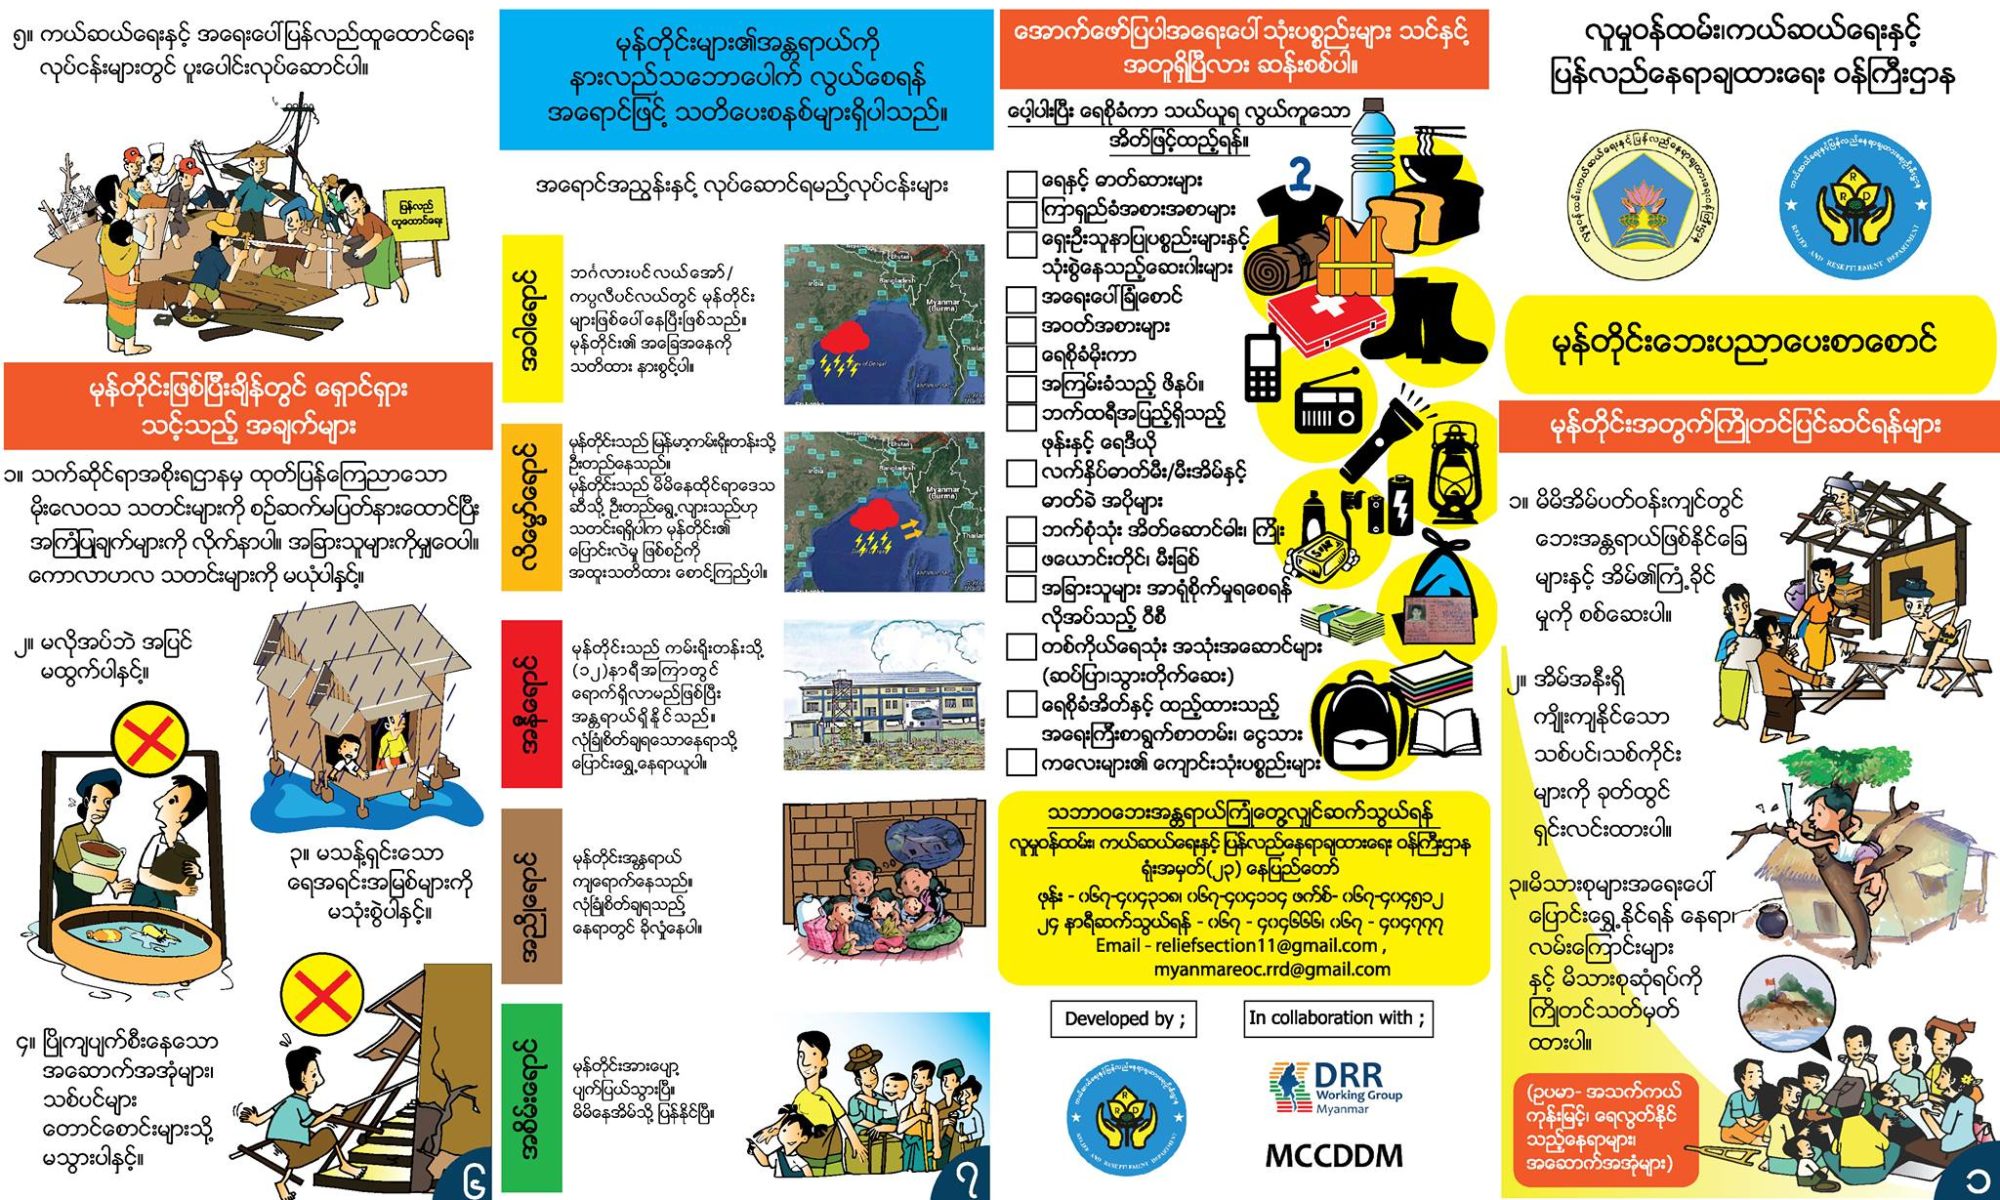 ၅။ ကယ်ဆယ်ရေးနှင့် အရေးပေါ်ပြန်လည်ထူထောင်ရေး
လုပ်ငန်းများတွင် ပူးပေါင်းလုပ်ဆောင်ပါ။
ပြန်လည်
ထူထောင်ရေး
မုန်တိုင်းဖြစ်ပြီးချိန်တွင် ရှောင်ရှား
သင့်သည့် အချက်များ
၁။ သက်ဆိုင်ရာအစိုးရဌာနမှ ထုတ်ပြန်ကြေညာသော
မိုးလေဝသ သတင်းများကို စဉ်ဆက်မပြတ်နားထောင်ပြီး
အကြံပြုချက်များကို လိုက်နာပါ။ အခြားသူများကိုမျှဝေပါ။
ကောလာဟလ သတင်းများကို မယုံပါနှင့်။
၂။ မလိုအပ်ဘဲ အပြင်
မထွက်ပါနှင့်။
၃။ မသန့်ရှင်းသော
ရေအရင်းအမြစ်များကို
မသုံးစွဲပါနှင့်။
၄။ ပြိုကျပျက်စီးနေသော
အဆောက်အအုံများ၊
သစ်ပင်များ
တောင်စောင်းများသို့
မသွားပါနှင့်။
၆
မုန်တိုင်းများ၏အန္တရာယ်ကို
နားလည်သဘောပေါက် လွယ်စေရန်
အရောင်ဖြင့် သတိပေးစနစ်များရှိပါသည်။
အရောင်အညွှန်းနှင့် လုပ်ဆောင်ရမည့်လုပ်ငန်းများ
အဝါရောင်
ဘင်္ဂလားပင်လယ်အော်/
ကပ္ပလီပင်လယ်တွင် မုန်တိုင်း
များဖြစ်ပေါ်နေပြီးဖြစ်သည်။
မုန်တိုင်း၏ အခြေအနေကို
သတိထား နားစွင့်ပါ။
လိမ္မော်ရောင်
မုန်တိုင်းသည် မြန်မာ့ကမ်းရိုးတန်းသို့
ဦးတည်နေသည်။
မုန်တိုင်းသည် မိမိနေထိုင်ရာဒေသ
ဆီသို့ ဦးတည်ရွေ့လျားသည်ဟု
သတင်းရရှိပါက မုန်တိုင်း၏
ပြောင်းလဲမှု ဖြစ်စဉ်ကို
အထူးသတိထား စောင့်ကြည့်ပါ။
အနီရောင်
မုန်တိုင်းသည် ကမ်းရိုးတန်းသို့
(၁၂)နာရီအကြာတွင်
ရောက်ရှိလာမည်ဖြစ်ပြီး
အန္တရာယ်ရှိနိုင်သည်။
လုံခြုံစိတ်ချရသောနေရာသို့
ပြောင်းရွှေ့နေရာယူပါ။
အညိုရောင်
မုန်တိုင်းအန္တရာယ်
ကျရောက်နေသည်။
လုံခြုံစိတ်ချရသည့်
နေရာတွင် ခိုလှုံနေပါ။
အစိမ်းရောင်
မုန်တိုင်းအားပျော့
ပျက်ပြယ်သွားပြီ။
မိမိနေအိမ်သို့ ပြန်နိုင်ပြီ။
၇
အောက်ဖော်ပြပါအရေးပေါ်သုံးပစ္စည်းများ သင်နှင့်
အတူရှိပြီလား ဆန်းစစ်ပါ။
ပေါ့ပါးပြီး ရေစိုခံကာ သယ်ယူရ လွယ်ကူသော
အိတ်ဖြင့်ထည့်ရန်။
ရေနှင့် ဓာတ်ဆားများ
ကြာရှည်ခံအစားအစာများ
ရှေးဦးသူနာပြုပစ္စည်းများနှင့်
သုံးစွဲနေသည့်ဆေးဝါးများ
အရေးပေါ်ခြုံစောင်
အဝတ်အစားများ
ရေစိုခံမိုးကာ
အကြမ်းခံသည့် ဖိနပ်။
ဘက်ထရီအပြည့်ရှိသည့်
ဖုန်းနှင့် ရေဒီယို
လက်နှိပ်ဓာတ်မီး/မီးအိမ်နှင့်
ဓာတ်ခဲ အပိုများ
ဘက်စုံသုံး အိတ်ဆောင်ဓါး၊ ကြိုး
ဖယောင်းတိုင်၊ မီးခြစ်
အခြားသူများ အာရုံစိုက်မှုရစေရန်
လိုအပ်သည့် ဝီစီ
တစ်ကိုယ်ရေသုံး အသုံးအဆောင်များ
(ဆပ်ပြာ၊သွားတိုက်ဆေး)
ရေစိုခံအိတ်နှင့် ထည့်ထားသည့်
အရေးကြီးစာရွက်စာတမ်း၊ ငွေသား
ကလေးများ၏ ကျောင်းသုံးပစ္စည်းများ
သဘာဝဘေးအန္တရာယ်ကြုံတွေ့လျှင်ဆက်သွယ်ရန်
လူမှုဝန်ထမ်း၊ ကယ်ဆယ်ရေးနှင့် ပြန်လည်နေရာချထားရေး ဝန်ကြီးဌာန
ရုံးအမှတ်(၂၃) နေပြည်တော်
ဖုန်း - ၀၆၇-၄၀၄၃၁၈၊ ၀၆၇-၄၀၄၁၁၄ ဖက်စ်- ၀၆၇-၄၀၄၅၁၂
၂၄ နာရီဆက်သွယ်ရန် - ၀၆၇ - ၄၀၄၆၆၆၊ ၀၆၇ - ၄၀၄၇၇၇
Email - reliefsection11@gmail.com ,
myanmareoc.rrd@gmail.com
Developed by ;
In collaboration with ;
DRR
Working Group
Myanmar
MCCDDM
လူမှုဝန်ထမ်း၊ကယ်ဆယ်ရေးနှင့်
ပြန်လည်နေရာချထားရေး ဝန်ကြီးဌာန
RRD
RELIEF AND RESETTLEMENT DEPARTMENT
မုန်တိုင်းဘေးပညာပေးစာစောင်
မုန်တိုင်းအတွက်ကြိုတင်ပြင်ဆင်ရန်များ
၁။ မိမိအိမ်ပတ်ဝန်းကျင်တွင်
ဘေးအန္တရာယ်ဖြစ်နိုင်ခြေ
များနှင့် အိမ်၏ကြံ့ခိုင်
မှုကို စစ်ဆေးပါ။
၂။ အိမ်အနီးရှိ
ကျိုးကျနိုင်သော
သစ်ပင်၊သစ်ကိုင်း
များကို ခုတ်ထွင်
ရှင်းလင်းထားပါ။
၃။မိသားစုများအရေးပေါ်
ပြောင်းရွှေ့နိုင်ရန် နေရာ၊
လမ်းကြောင်းများ
နှင့် မိသားစုဆုံရပ်ကို
ကြိုတင်သတ်မှတ်
ထားပါ။
(ဥပမာ- အသက်ကယ်
ကုန်းမြင့်၊ ရေလွတ်နိုင်
သည့်နေရာများ၊
အဆောက်အအုံများ)
၁